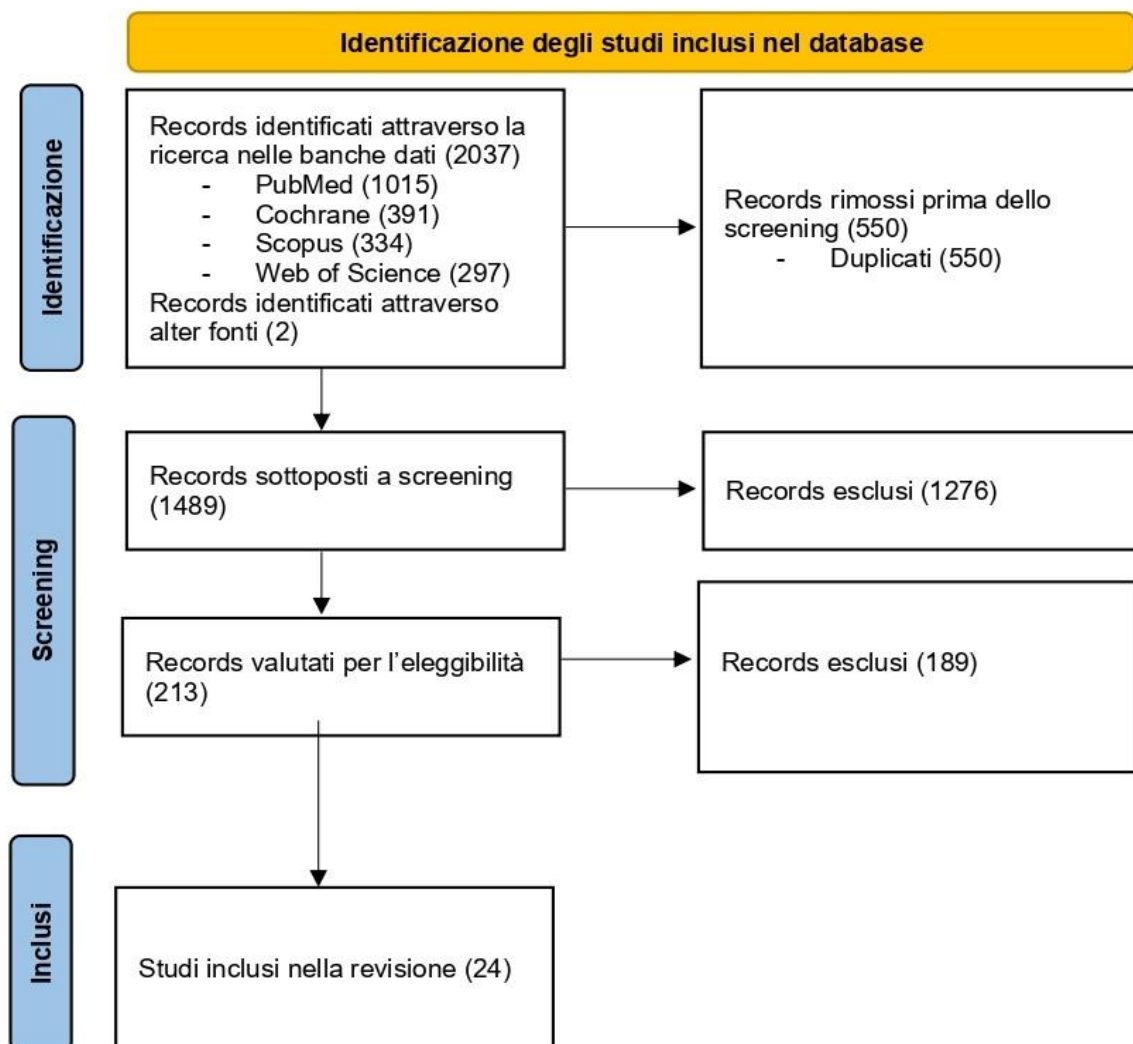 Identificazione degli studi inclusi nel database
Identificazione
Records identificati attraverso la
ricerca nelle banche dati (2037)
- PubMed (1015)
- Cochrane (391)
- Scopus (334)
- Web of Science (297)
Records identificati attraverso
alter fonti (2)
Records rimossi prima dello
screening (550)
- Duplicati (550)
Screening
Records sottoposti a screening
(1489)
Records esclusi (1276)
Records valutati per l'eleggibilità
(213)
Records esclusi (189)
Inclusi
Studi inclusi nella revisione (24)